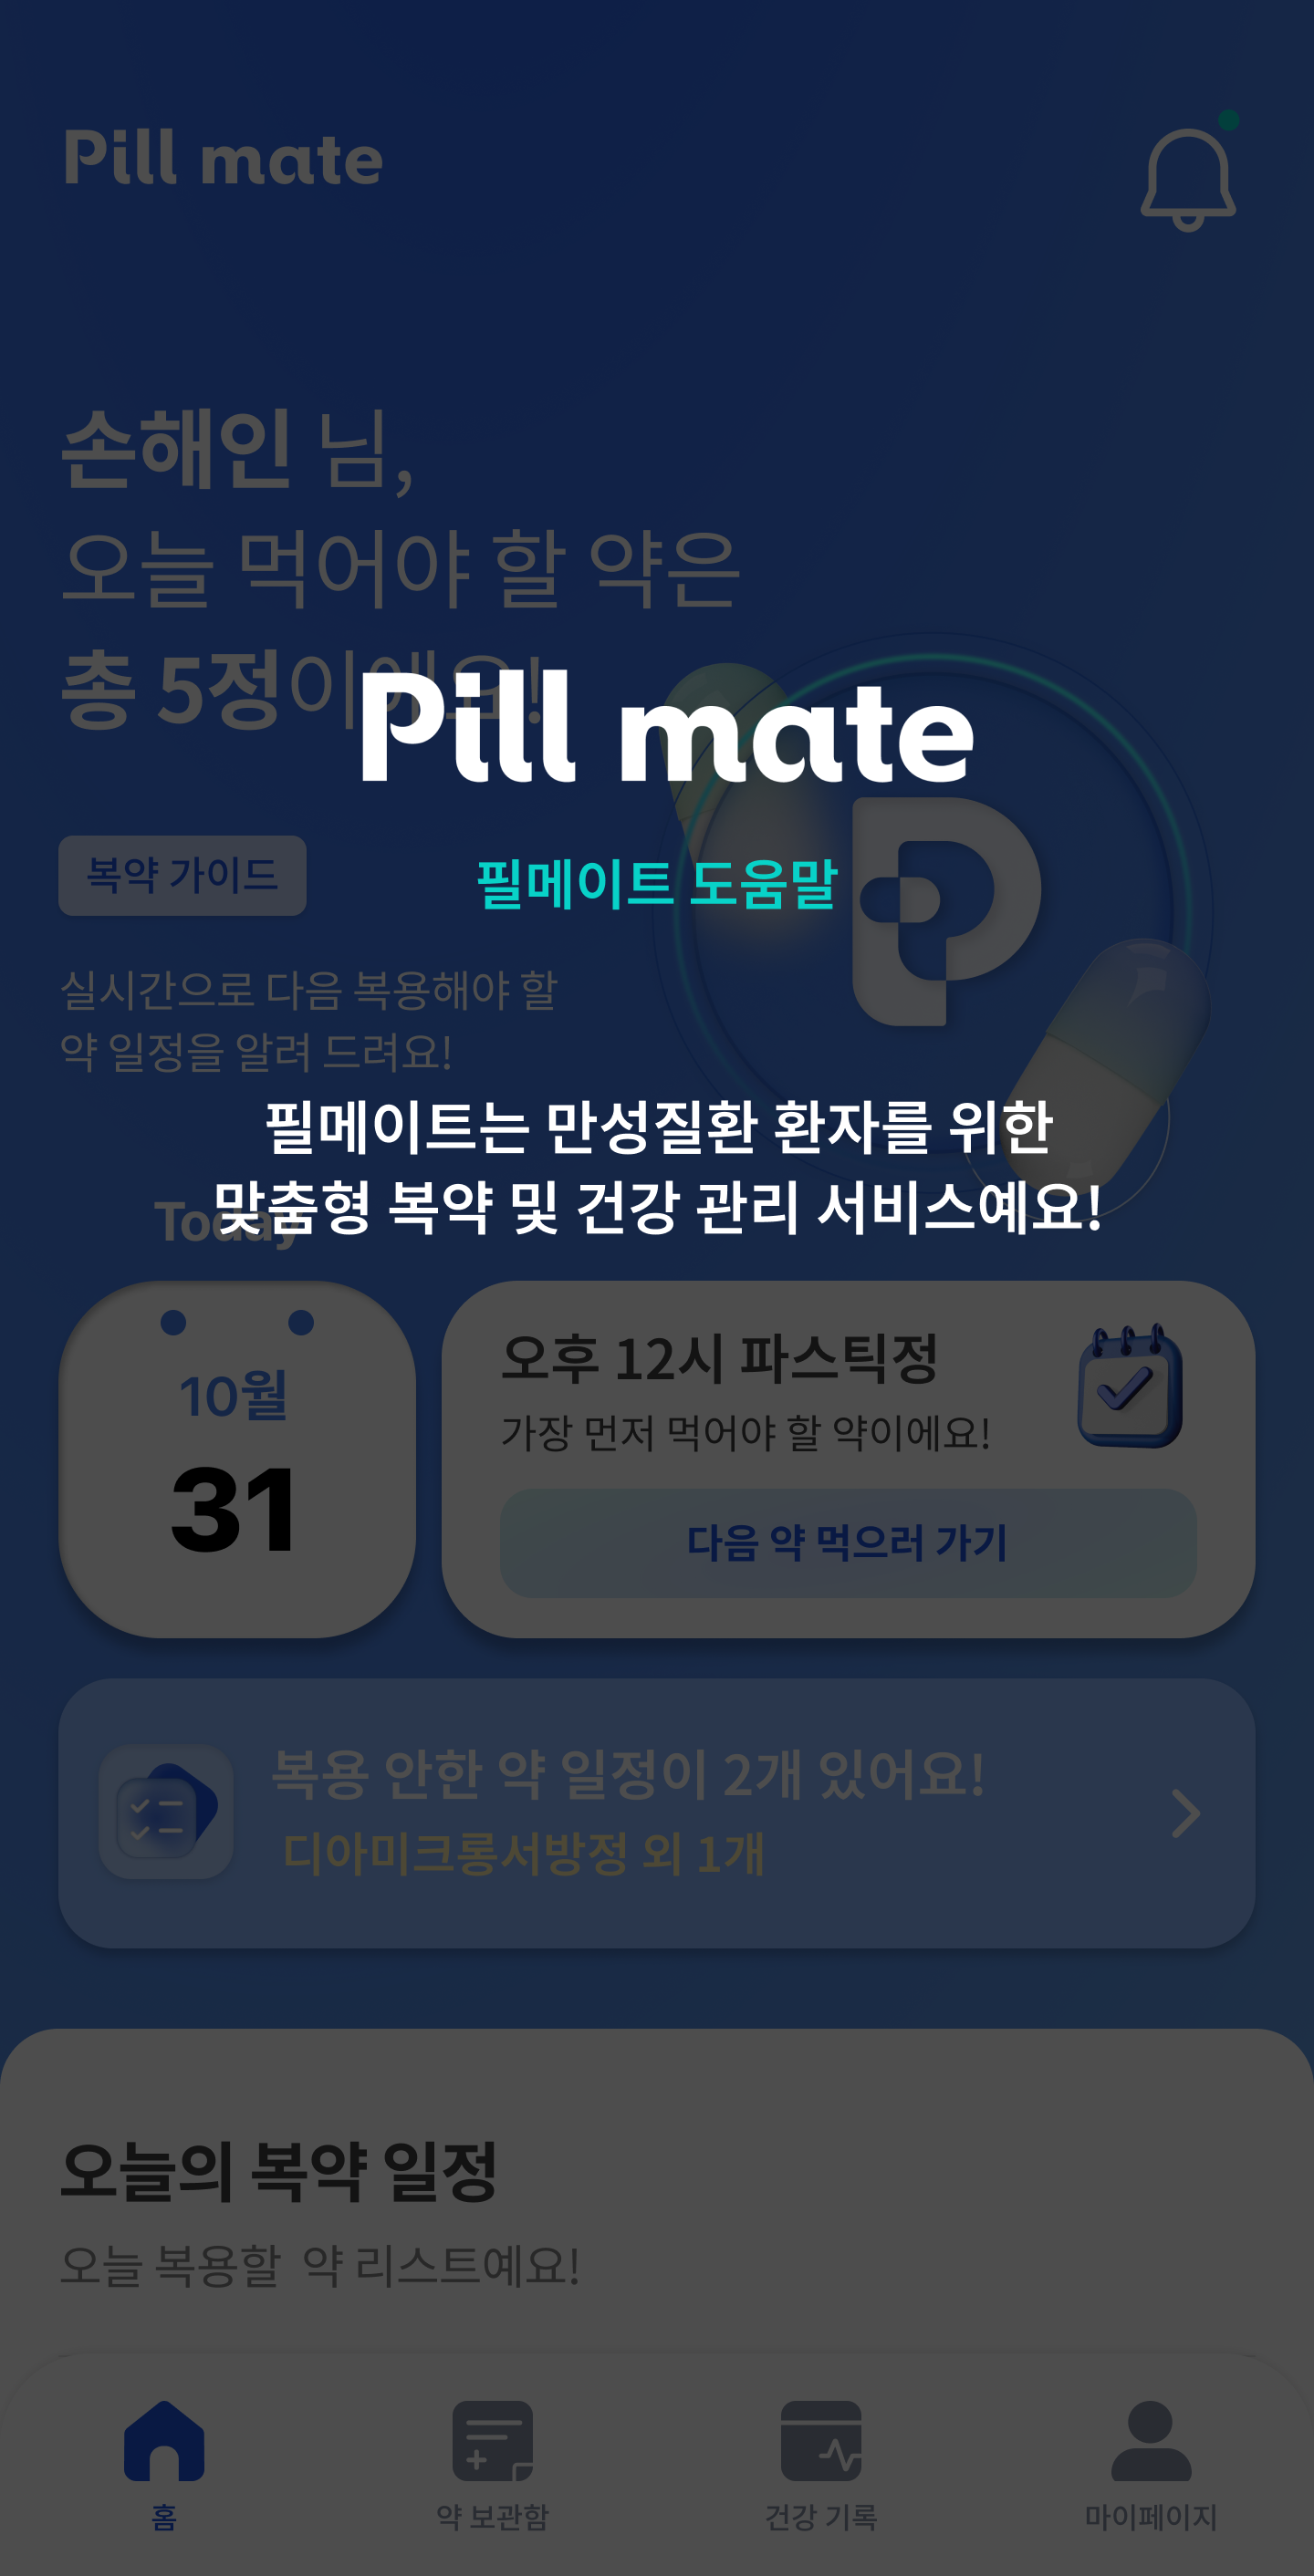 Pill mate
손해인 님,
오늘 먹어야 할 약은
총 5정이에요!
Pill mate
복약 가이드
필메이트 도움말
실시간으로 다음 복용해야 할
약 일정을 알려 드려요!
필메이트는 만성질환 환자를 위한
맞춤형 복약 및 건강 관리 서비스예요!
Today
10월
31
오후 12시 파스틱정
가장 먼저 먹어야 할 약이에요!
다음 약 먹으러 가기
복용 안한 약 일정이 2개 있어요!
디아미크롱서방정 외 1개
오늘의 복약 일정
오늘 복용할 약 리스트예요!
홈
약 보관함
건강 기록
마이페이지